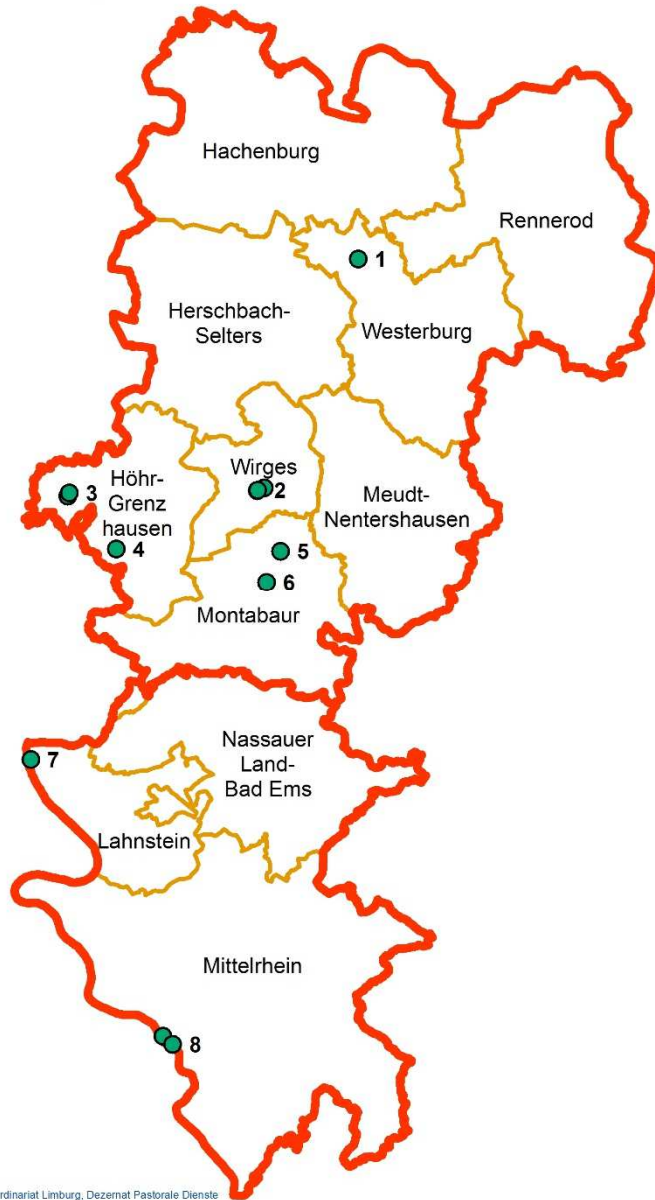 Hachenburg
Rennerod
1
Herschbach-
Selters
Westerburg
Wirges
2
3
Höhr-
Grenz
hausen
Meudt-
Nentershausen
4
5
6
Montabaur
Nassauer
Land-
Bad Ems
7
Lahnstein
Mittelrhein
8
rdinariat Limburg, Dezernat Pastorale Dienste